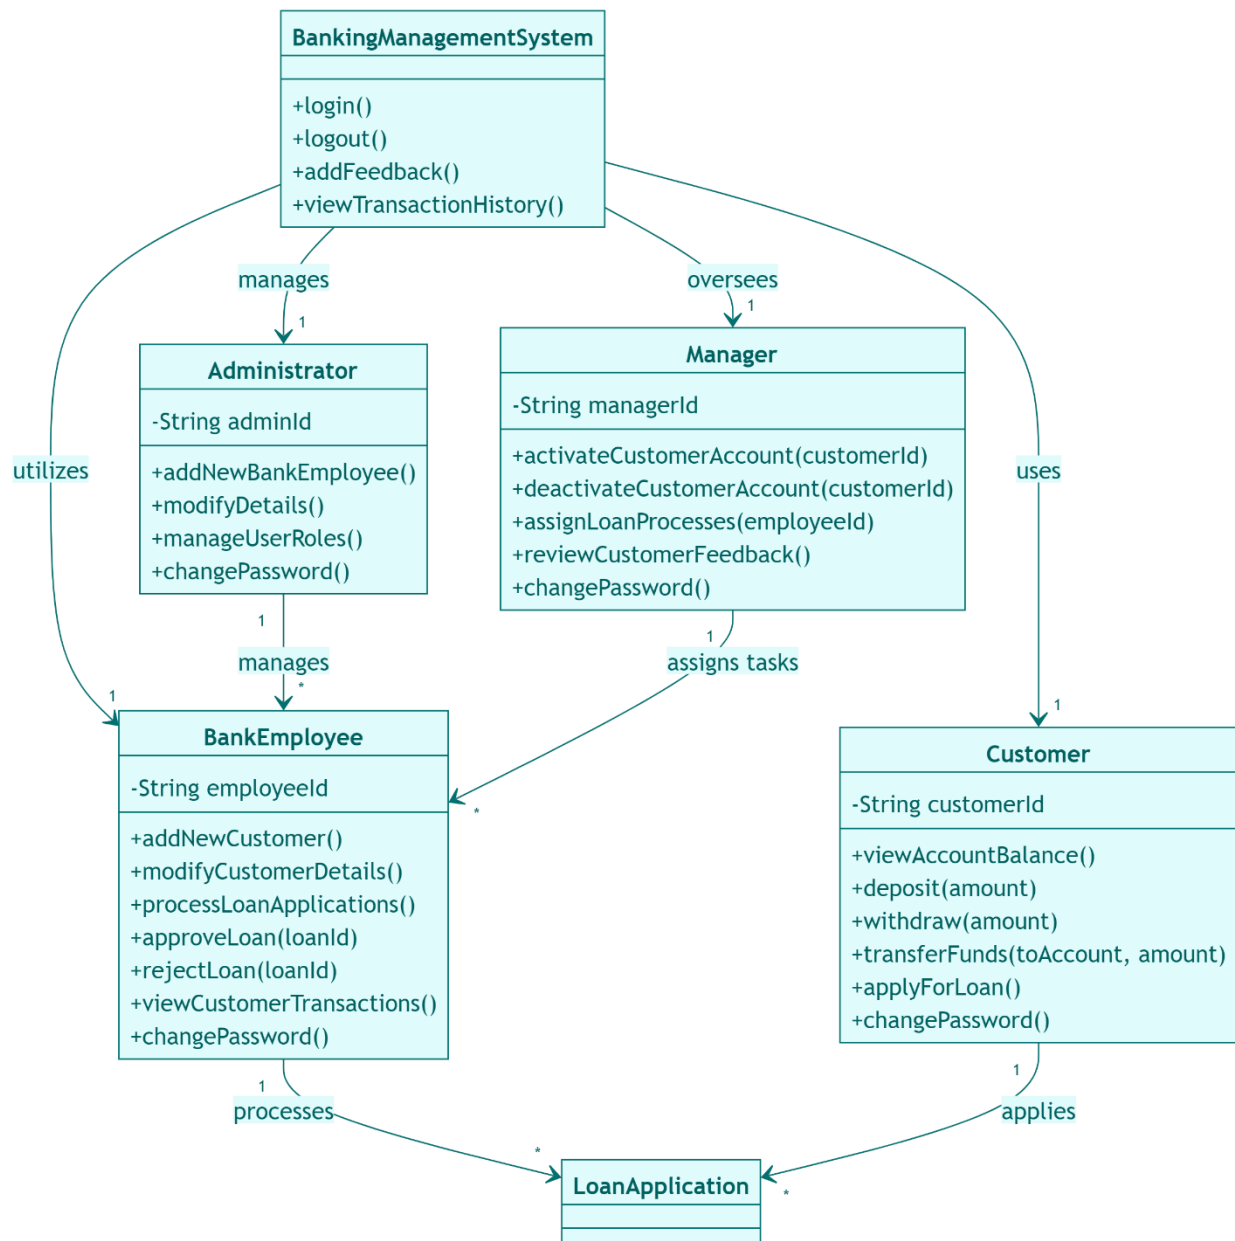 BankingManagementSystem
+login()
+logout()
+addFeedback()
+viewTransactionHistory()
manages
oversees
1
1
Administrator
-String adminId
+addNewBankEmployee()
+modifyDetails()
+manageUserRoles()
+changePassword()
Manager
-String managerId
+activateCustomerAccount(customerId)
+deactivateCustomerAccount(customerId)
+assignLoanProcesses(employeeId)
+reviewCustomerFeedback()
+changePassword()
utilizes
uses
1
manages
*
1
assigns tasks
*
1
1
BankEmployee
-String employeeId
+addNewCustomer()
+modifyCustomerDetails()
+processLoanApplications()
+approveLoan(loanId)
+rejectLoan(loanId)
+viewCustomerTransactions()
+changePassword()
Customer
-String customerId
+viewAccountBalance()
+deposit(amount)
+withdraw(amount)
+transferFunds(toAccount, amount)
+applyForLoan()
+changePassword()
1
processes
*
1
applies
*
LoanApplication